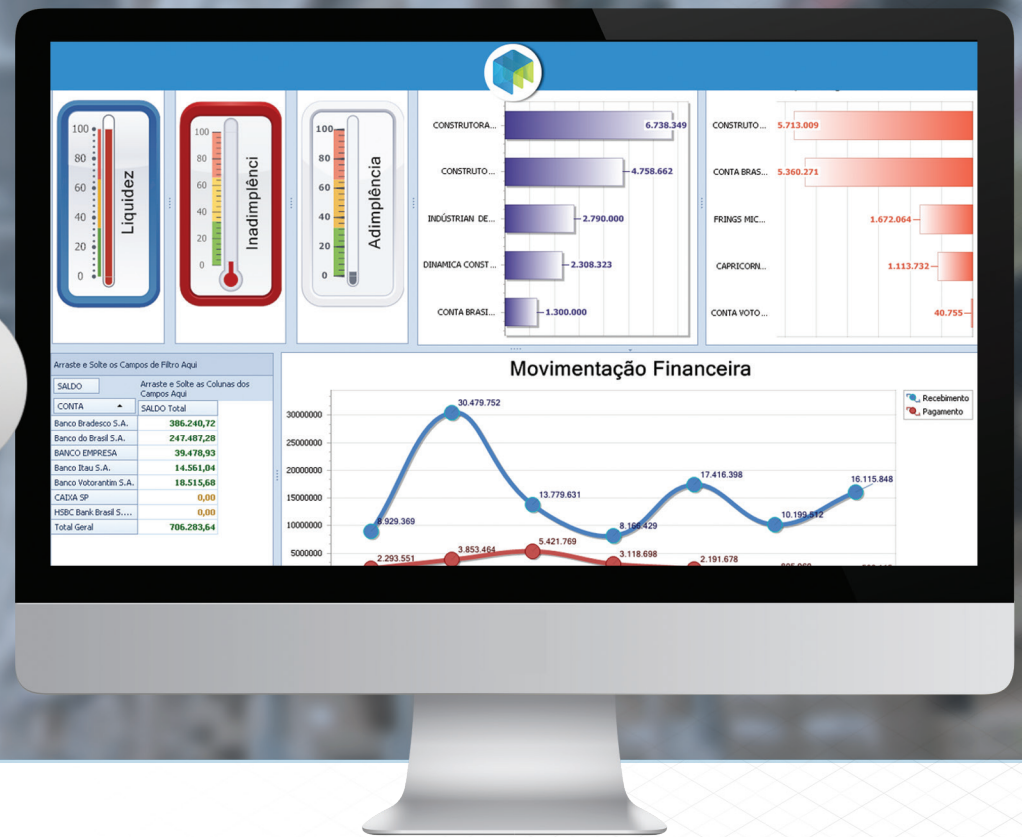 100
80
60
40
20
0
Liquidez
100
80
60
40
20
0
Inadimplênci
100
80
60
40
20
0
Adimplência
CONSTRUTORA...
6.738.349
CONSTRUTO...
4.758.662
INDÚSTRIAN DE...
2.790.000
DINAMICA CONST...
2.308.323
CONTA BRASI...
1.300.000
CONSTRUTO...
5.713.009
CONTA BRAS...
5.360.271
FRINGS MIC...
1.672.064
CAPRICORN...
1.113.732
CONTA VOTO...
40.755
Arraste e Solte os Campos de Filtro Aqui
SALDO
Arraste e Solte as Colunas dos
Campos Aqui
CONTA
SALDO Total
Banco Bradesco S.A. 386.240,72
Banco do Brasil S.A. 247.487,28
BANCO EMPRESA 39.478,93
Banco Itau S.A. 14.561,04
Banco Votorantim S.A. 18.515,68
CAIXA SP 0,00
HSBC Bank Brasil S.... 0,00
Total Geral 706.283,64
Movimentação Financeira
Recebimento
Pagamento
30000000
25000000
20000000
15000000
10000000
5000000
30.479.752
17.416.398
16.115.848
13.779.631
10.199.512
8.929.369
8.166.429
5.421.769
3.853.464
3.118.698
2.293.551
2.191.678